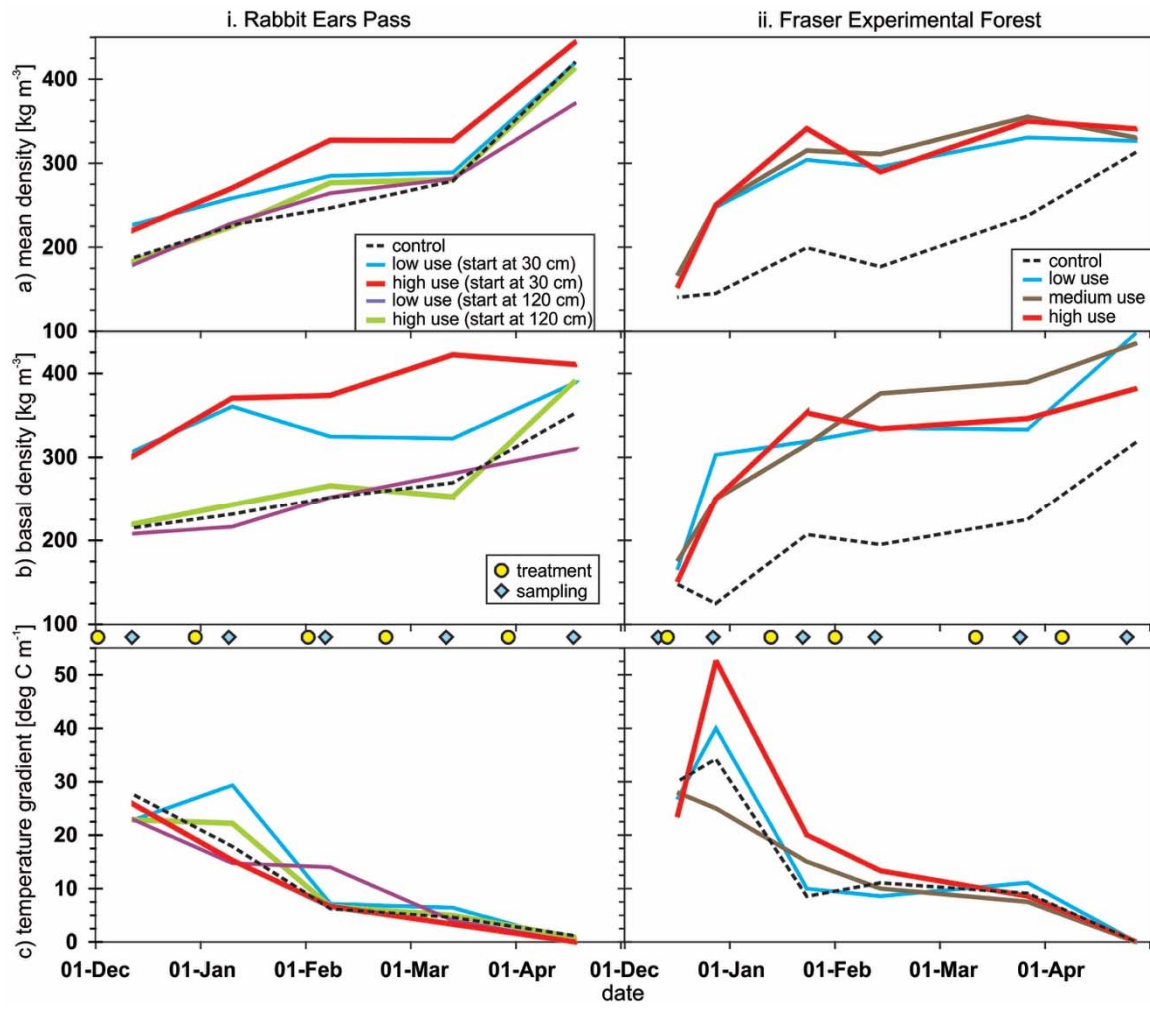 i. Rabbit Ears Pass
ii. Fraser Experimental Forest
a) mean density [kg m⁻³]
400
300
200
100
control
low use (start at 30 cm)
high use (start at 30 cm)
low use (start at 120 cm)
high use (start at 120 cm)
control
low use
medium use
high use
b) basal density [kg m⁻³]
400
300
200
100
treatment
sampling
c) temperature gradient [deg C m⁻¹]
50
40
30
20
10
0
01-Dec 01-Jan 01-Feb 01-Mar 01-Apr 01-Dec 01-Jan 01-Feb 01-Mar 01-Apr
date